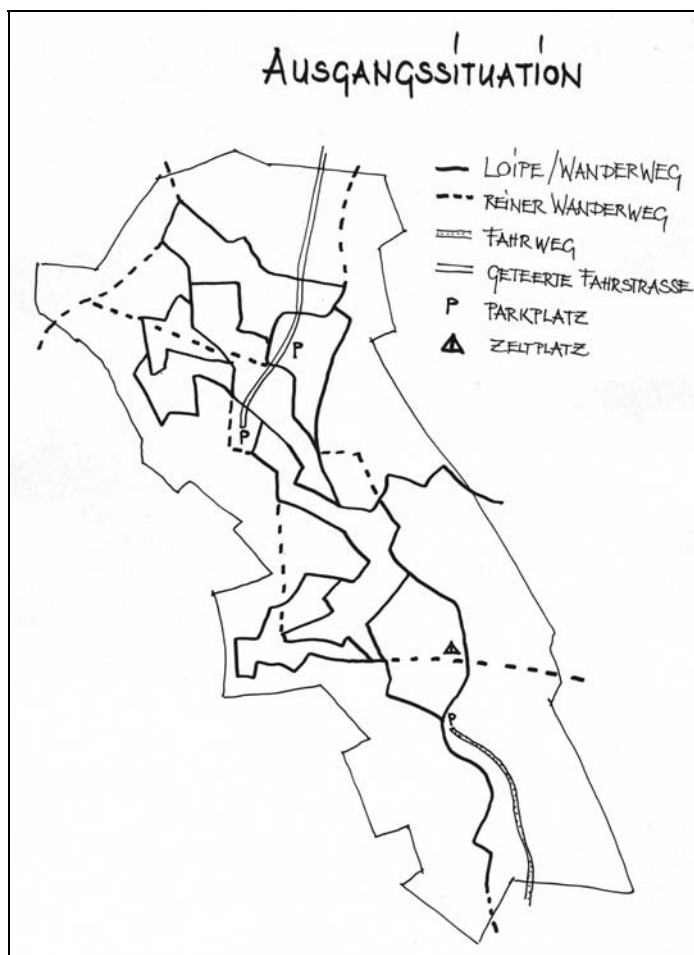 AUSGANGSSITUATION
LOIPE/WANDERWEG
REINER WANDERWEG
FAHRWEG
GETEERTE FAHRSTRASSE
P PARKPLATZ
ZELTPLATZ
P
P
P